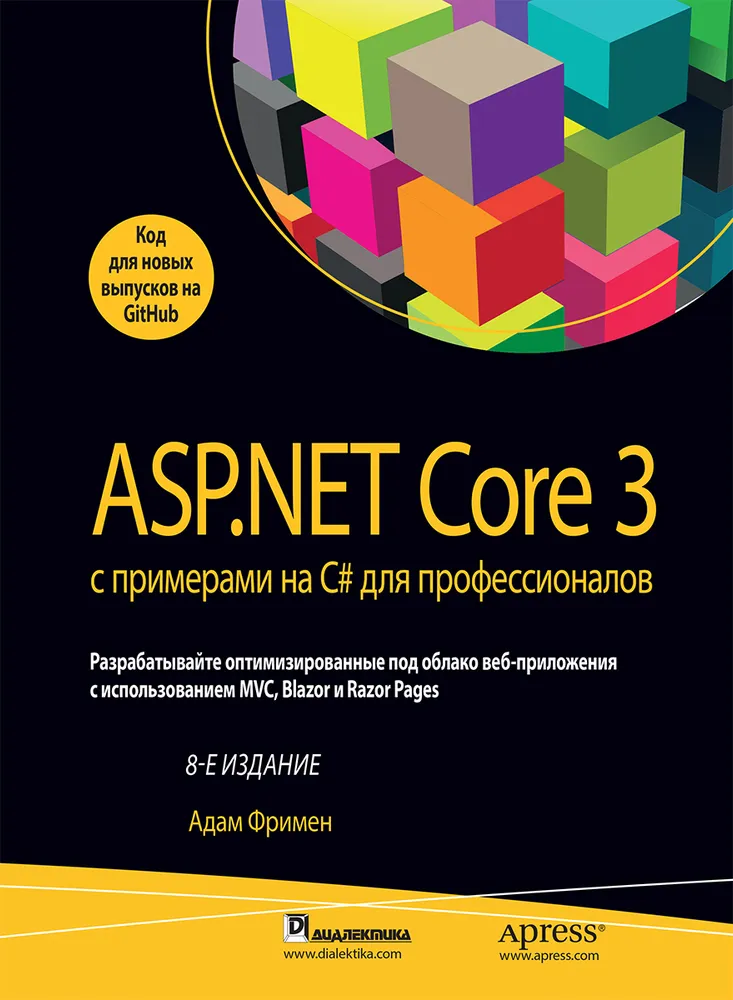 Код
для новых
выпусков на
GitHub
ASP.NET Core 3
с примерами на C# для профессионалов
Разрабатывайте оптимизированные под облако веб-приложения
с использованием MVC, Blazor и Razor Pages
8-Е ИЗДАНИЕ
Адам Фримен
ДИАЛЕКТИКА
www.dialektika.com
Apress®
www.apress.com